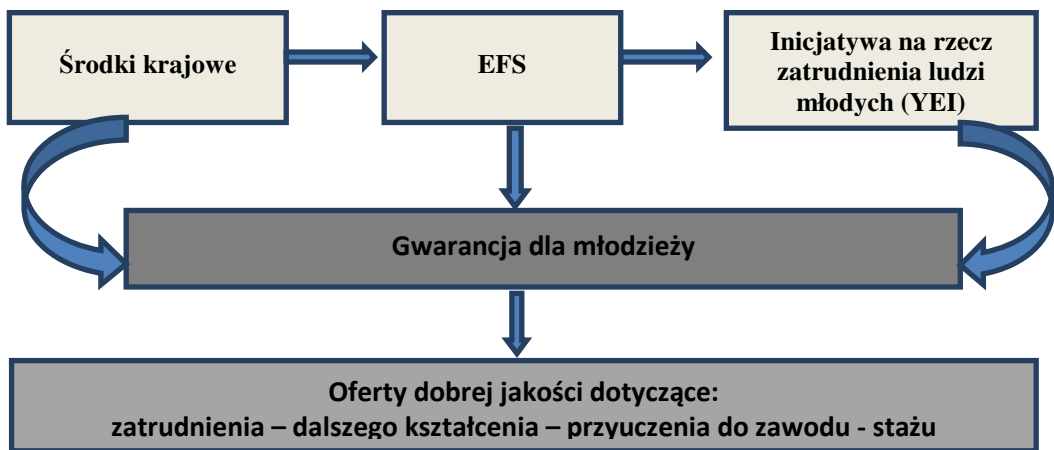 Środki krajowe
EFS
Inicjatywa na rzecz
zatrudnienia ludzi
młodych (YEI)
Gwarancja dla młodzieży
Oferty dobrej jakości dotyczące:
zatrudnienia – dalszego kształcenia – przyuczenia do zawodu - stażu